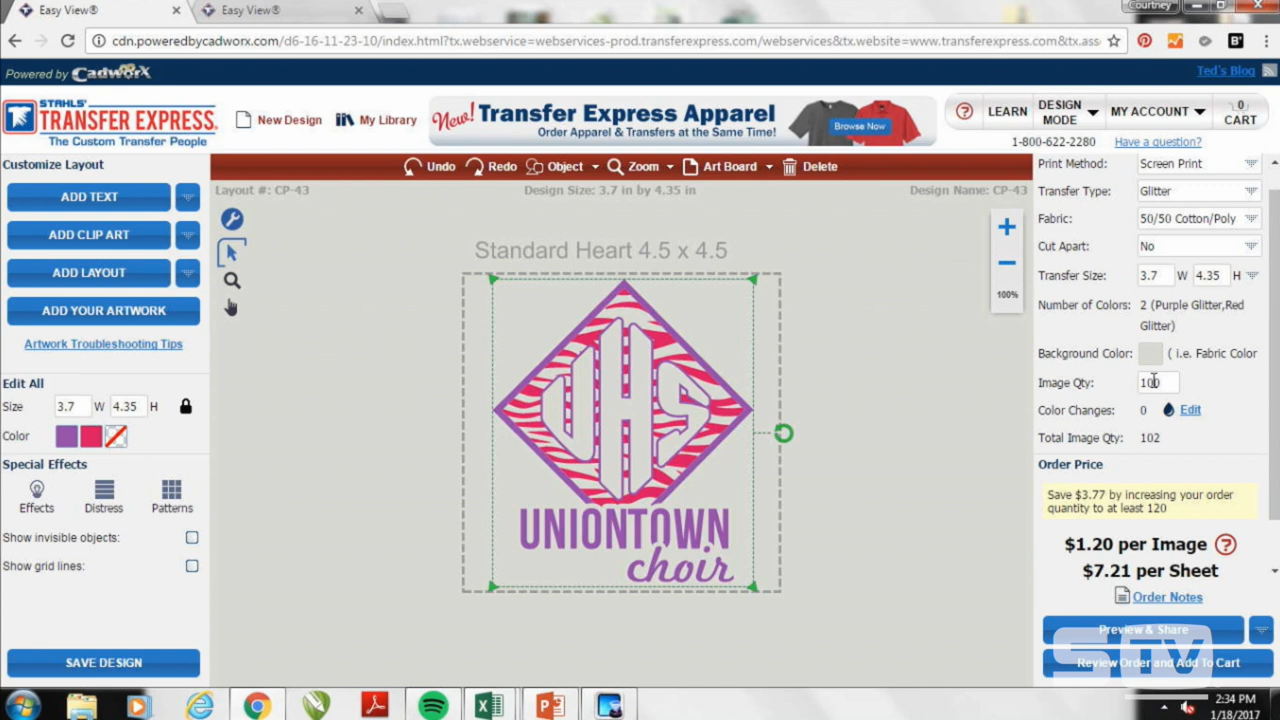 Easy View®
Easy View®
Courtney
cdn.poweredbycadworx.com/d6-16-11-23-10/index.html?tx.webservice=webservices-prod.transferexpress.com/webservices&tx.website=www.transferexpress.com&tx.ass
Powered by CadworX
Ted's Blog
STAHLS'
TRANSFER EXPRESS.
The Custom Transfer People
New Design
My Library
New! Transfer Express Apparel
Order Apparel & Transfers at the Same Time!
Browse Now
LEARN
DESIGN MODE
MY ACCOUNT
0
CART
1-800-622-2280
Have a question?
Customize Layout
ADD TEXT
ADD CLIP ART
ADD LAYOUT
ADD YOUR ARTWORK
Artwork Troubleshooting Tips
Edit All
Size 3.7 W 4.35 H
Color
Special Effects
Effects Distress Patterns
Show invisible objects:
Show grid lines:
SAVE DESIGN
Undo Redo Object Zoom Art Board Delete
Layout #: CP-43 Design Size: 3.7 in by 4.35 in Design Name: CP-43
100%
Standard Heart 4.5 x 4.5
UHS
UNIONTOWN
choir
Print Method: Screen Print
Transfer Type: Glitter
Fabric: 50/50 Cotton/Poly
Cut Apart: No
Transfer Size: 3.7 W 4.35 H
Number of Colors: 2 (Purple Glitter,Red
Glitter)
Background Color: ( i.e. Fabric Color
Image Qty: 100
Color Changes: 0 Edit
Total Image Qty: 102
Order Price
Save $3.77 by increasing your order
quantity to at least 120
$1.20 per Image
$7.21 per Sheet
Order Notes
Preview & Share
Review Order and Add To Cart
STV
2:34 PM
1/18/2017